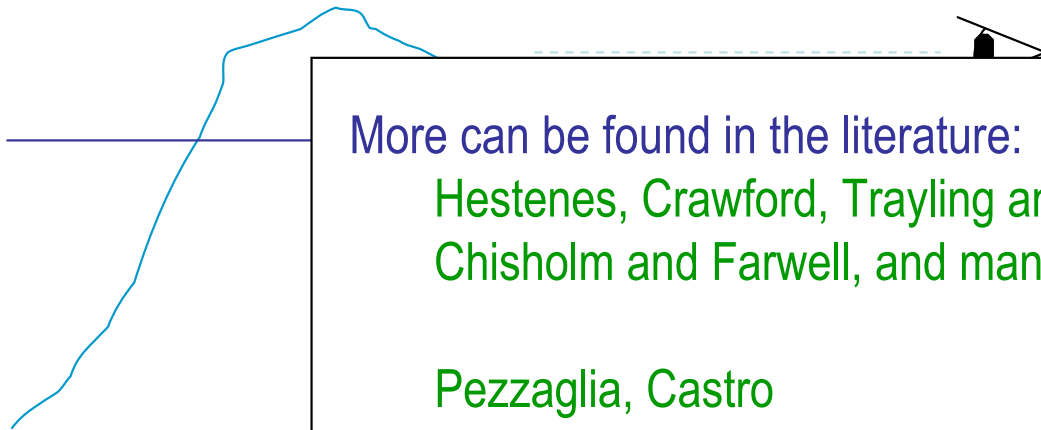 More can be found in the literature:
Hestenes, Crawford, Trayling
Chisholm and Farwell, and
Pezzaglia, Castro